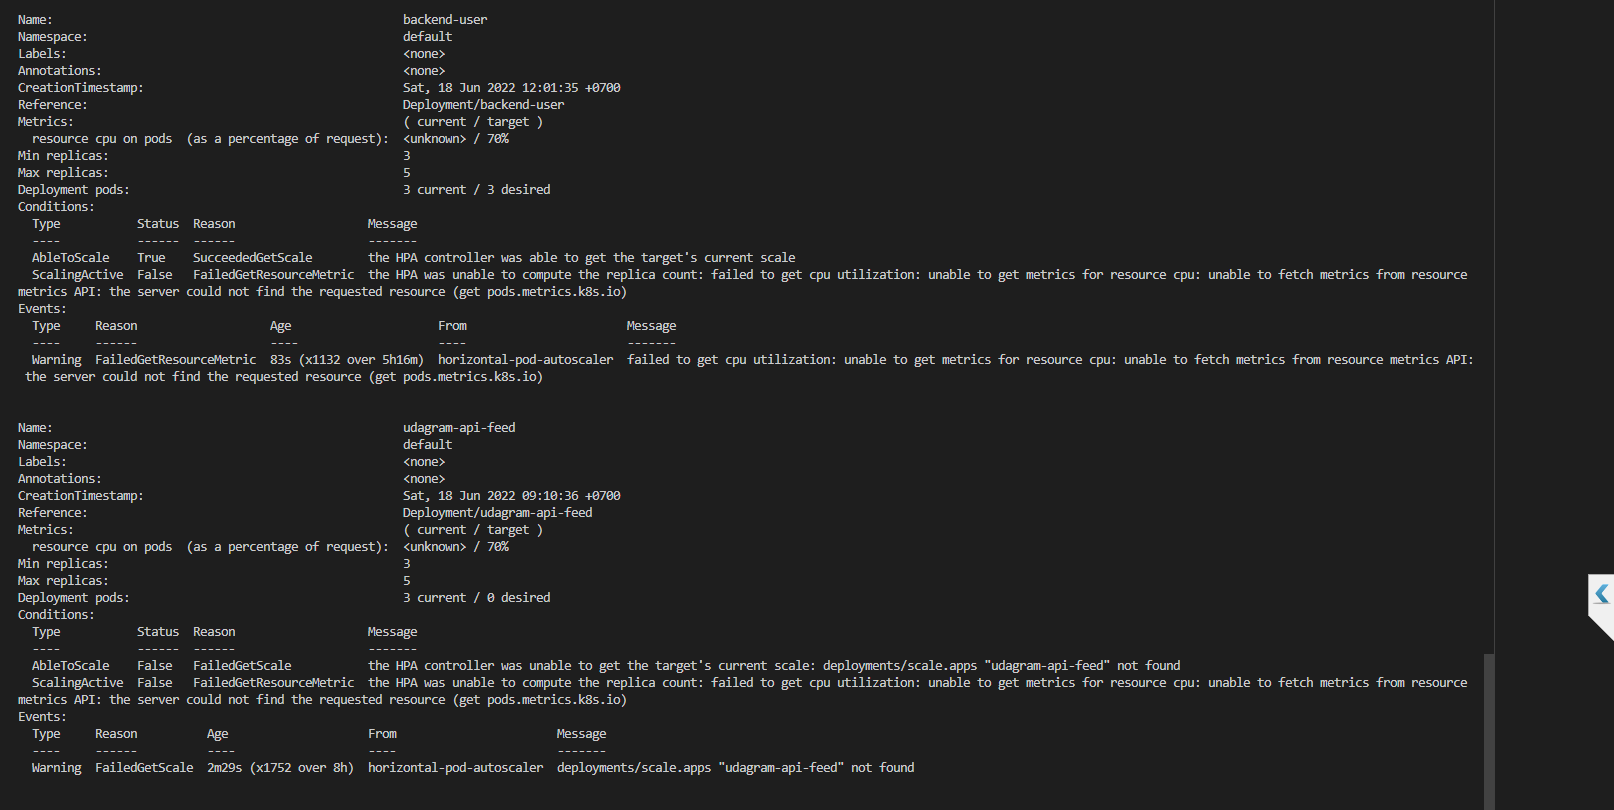 Name: backend-user
Namespace: default
Labels: <none>
Annotations: <none>
CreationTimestamp: Sat, 18 Jun 2022 12:01:35 +0700
Reference: Deployment/backend-user
Metrics: ( current / target )
resource cpu on pods (as a percentage of request): <unknown> / 70%
Min replicas: 3
Max replicas: 5
Deployment pods: 3 current / 3 desired
Conditions:
Type Status Reason Message
---- ------ ------ -------
AbleToScale True SucceededGetScale the HPA controller was able to get the target's current scale
ScalingActive False FailedGetResourceMetric the HPA was unable to compute the replica count: failed to get cpu utilization: unable to get metrics for resource cpu: unable to fetch metrics from resource
metrics API: the server could not find the requested resource (get pods.metrics.k8s.io)
Events:
Type Reason Age From Message
---- ------ ---- ---- -------
Warning FailedGetResourceMetric 83s (x1132 over 5h16m) horizontal-pod-autoscaler failed to get cpu utilization: unable to get metrics for resource cpu: unable to fetch metrics from resource metrics API:
the server could not find the requested resource (get pods.metrics.k8s.io)
Name: udagram-api-feed
Namespace: default
Labels: <none>
Annotations: <none>
CreationTimestamp: Sat, 18 Jun 2022 09:10:36 +0700
Reference: Deployment/udagram-api-feed
Metrics: ( current / target )
resource cpu on pods (as a percentage of request): <unknown> / 70%
Min replicas: 3
Max replicas: 5
Deployment pods: 3 current / 0 desired
Conditions:
Type Status Reason Message
---- ------ ------ -------
AbleToScale False FailedGetScale the HPA controller was unable to get the target's current scale: deployments/scale.apps "udagram-api-feed" not found
ScalingActive False FailedGetResourceMetric the HPA was unable to compute the replica count: failed to get cpu utilization: unable to get metrics for resource cpu: unable to fetch metrics from resource
metrics API: the server could not find the requested resource (get pods.metrics.k8s.io)
Events:
Type Reason Age From Message
---- ------ ---- ---- -------
Warning FailedGetScale 2m29s (x1752 over 8h) horizontal-pod-autoscaler deployments/scale.apps "udagram-api-feed" not found